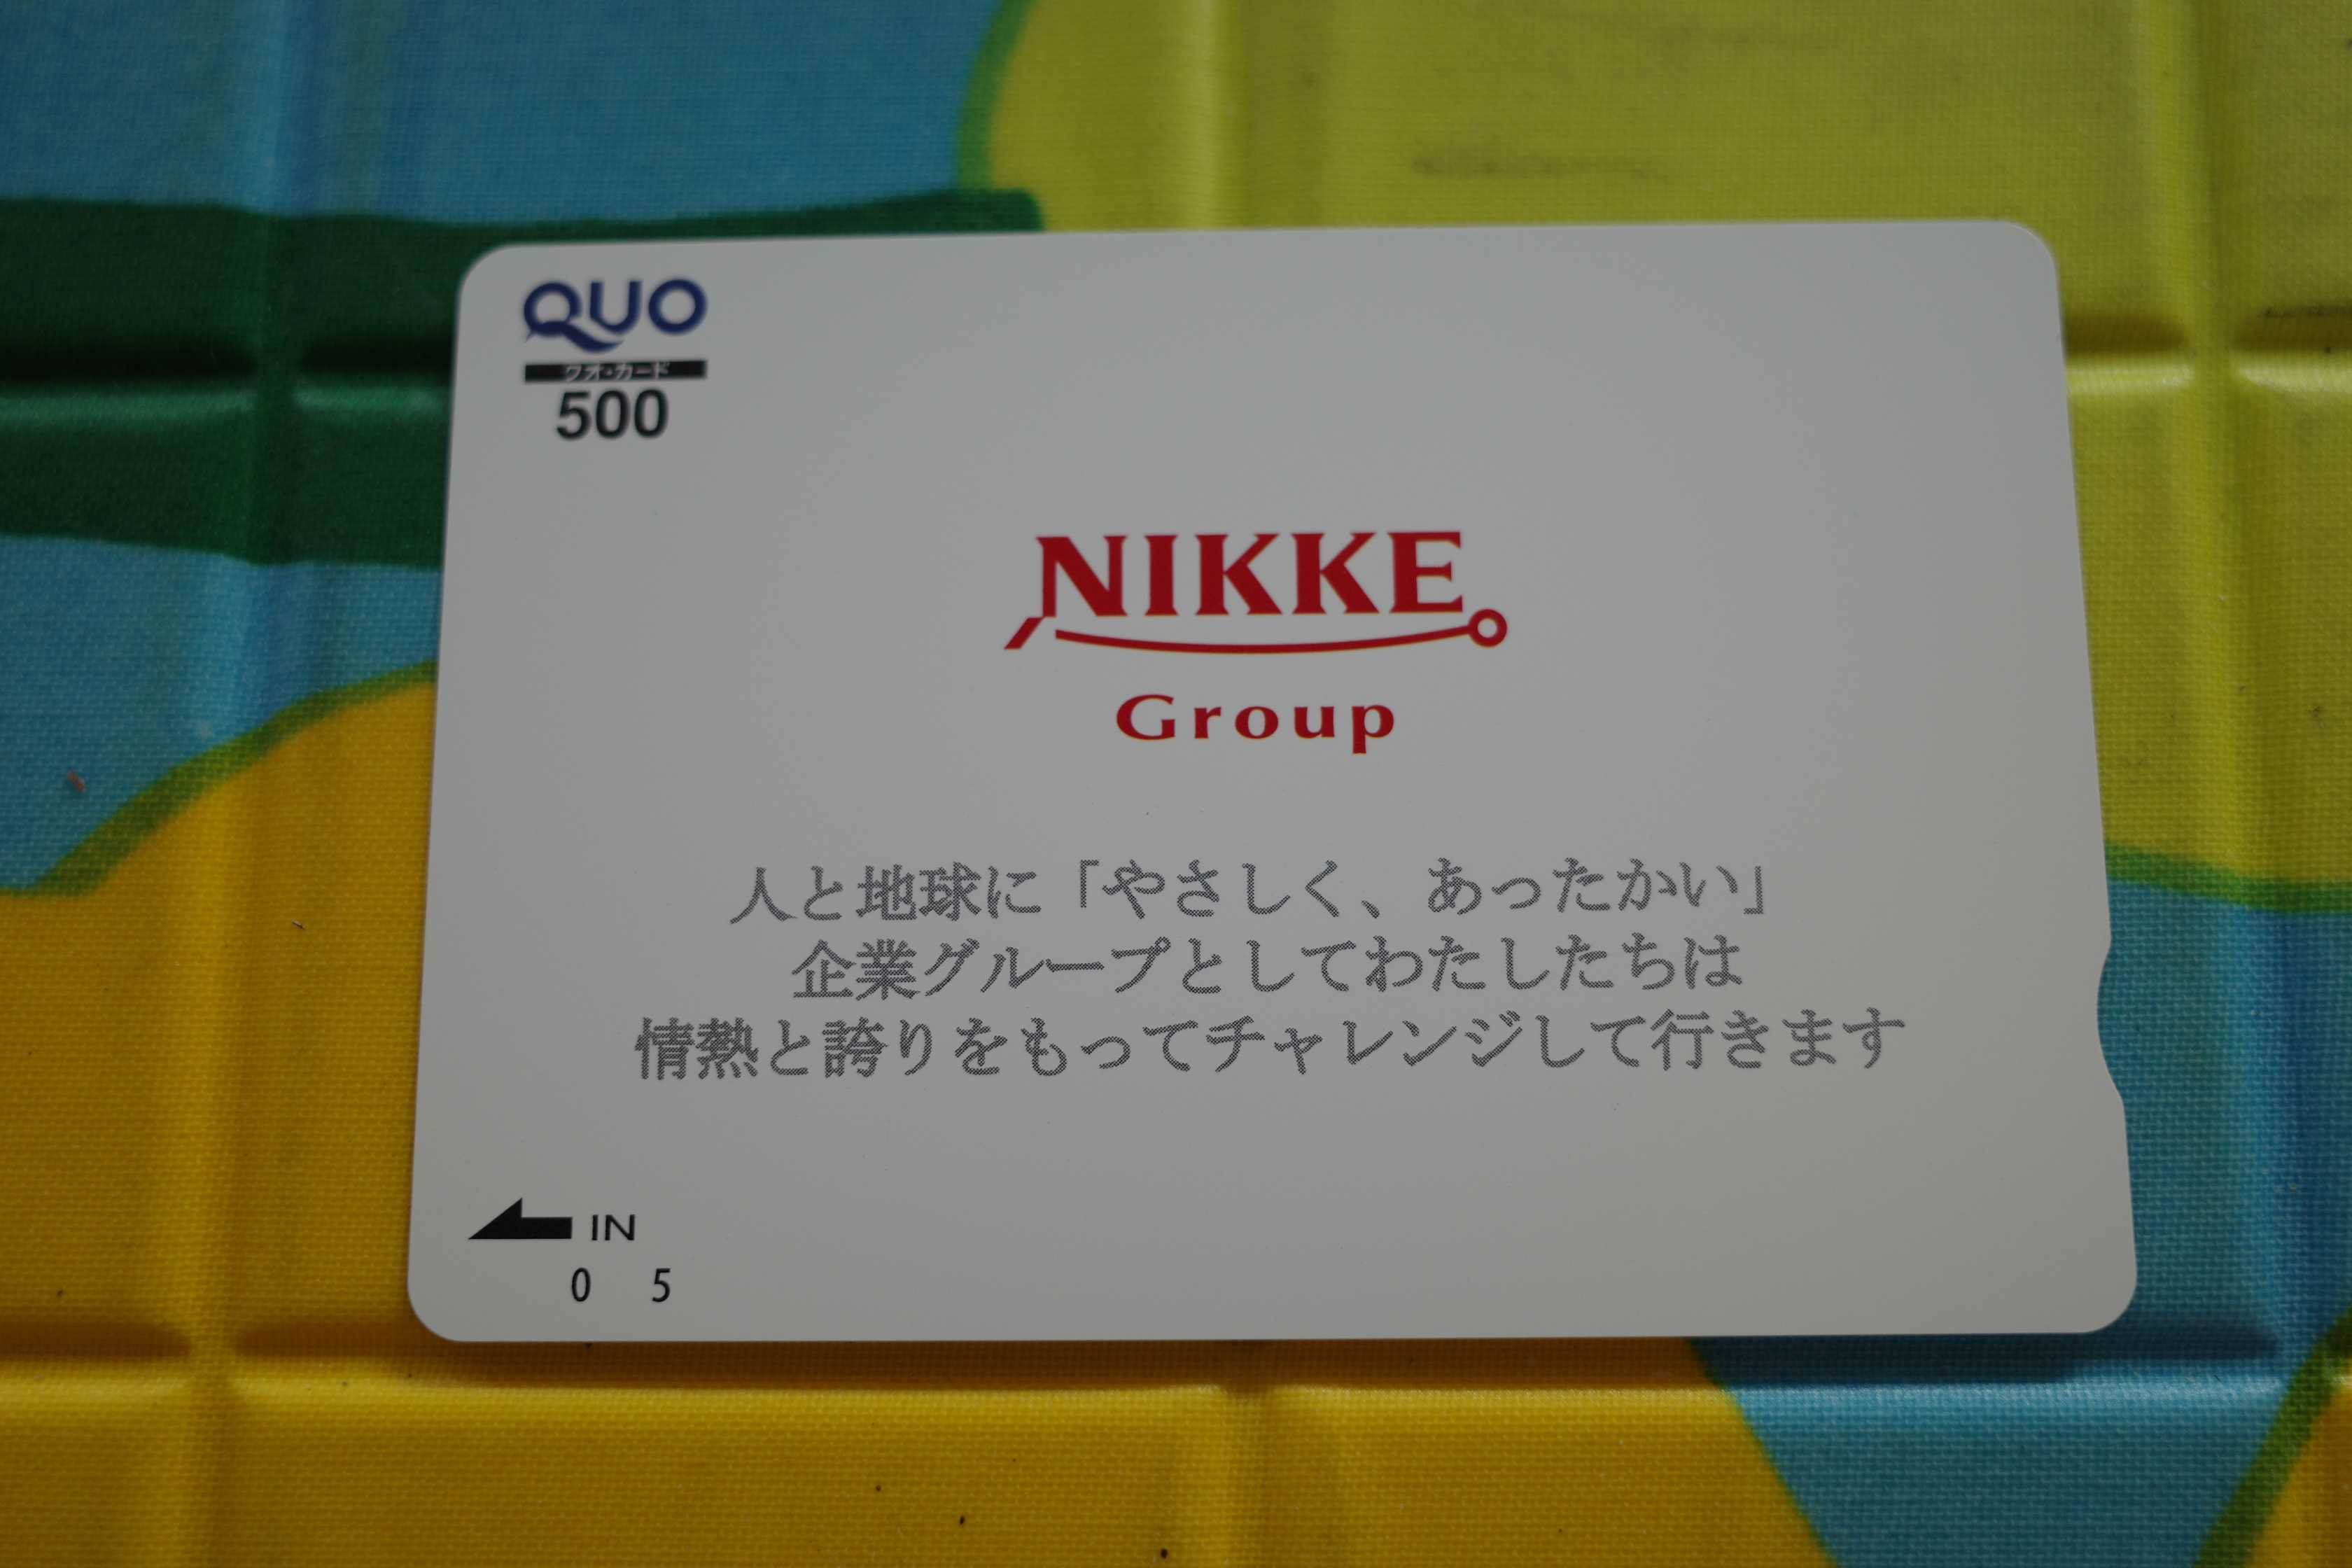 QUO
クオ・カード
500
NIKKE
Group
人と地球に「やさしく、あったかい」
企業グループとしてわたしたちは
情熱と誇りをもってチャレンジして行きます
IN
0 5